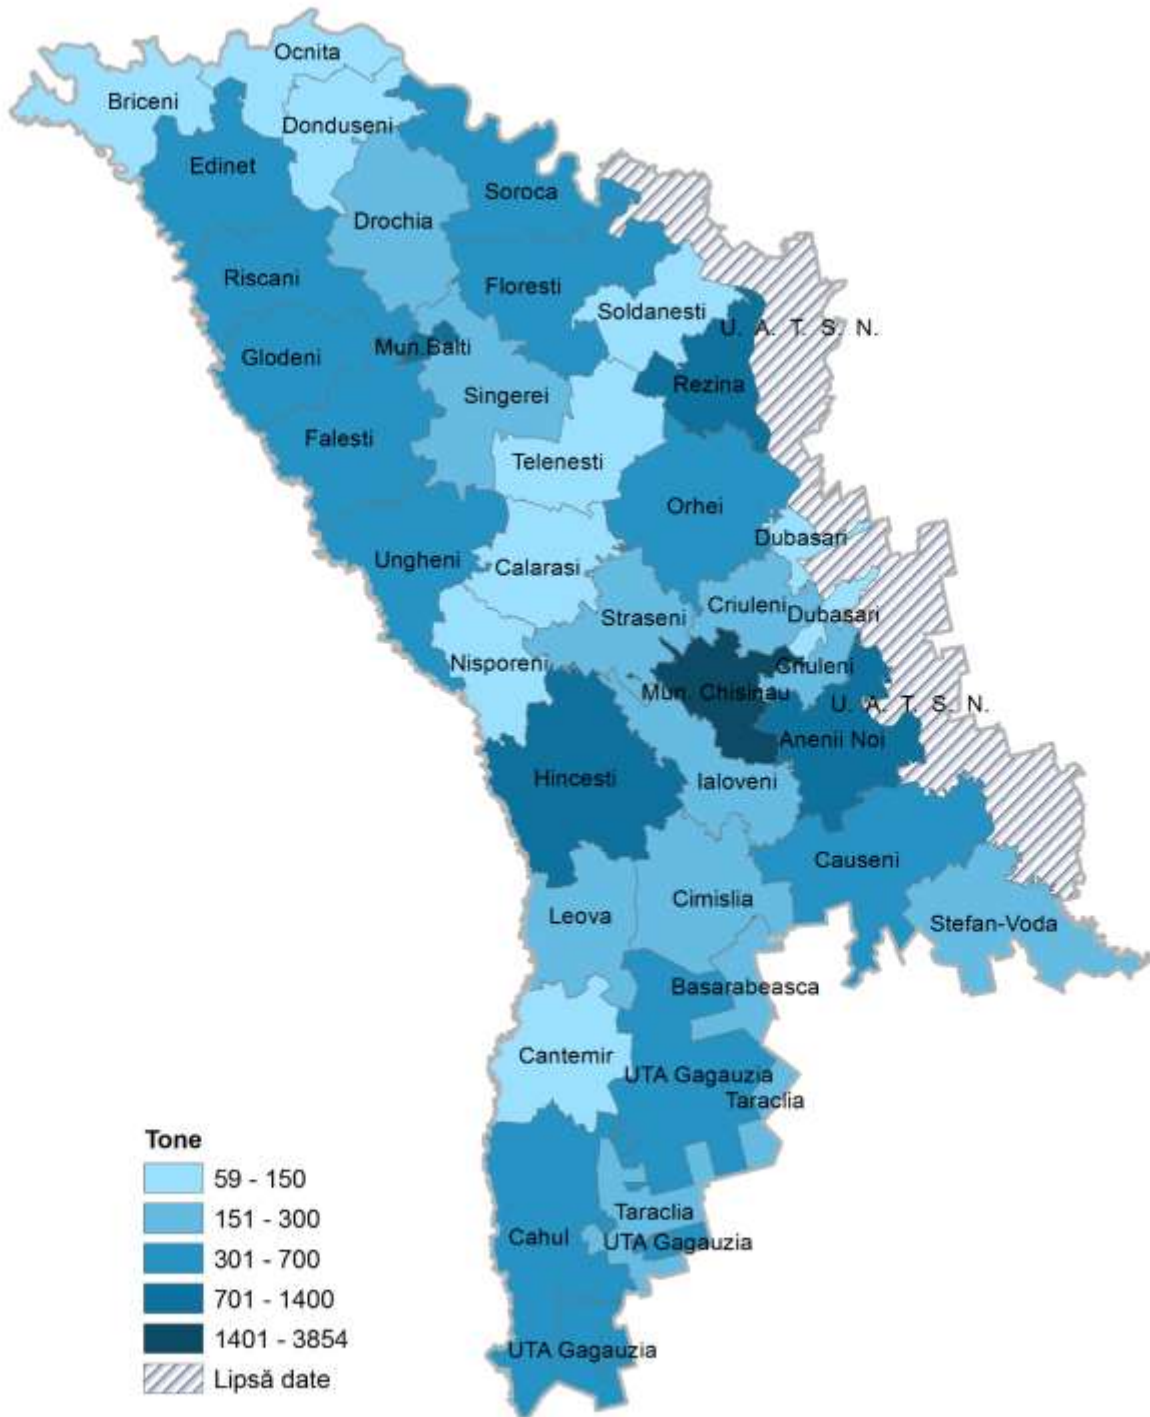 Ocnita
Briceni
Donduseni
Edinet
Soroca
Drochia
Riscani
Floresti
Soldanesti
U. A. T. S. N.
Mun.Balti
Glodeni
Rezina
Singerei
Falesti
Telenesti
Orhei
Dubasari
Ungheni
Calarasi
Criuleni
Dubasari
Straseni
Nisporeni
Criuleni
Mun. Chisinau
U. A. T. S. N.
Anenii Noi
Hincesti
Ialoveni
Causeni
Cimislia
Leova
Stefan-Voda
Basarabeasca
Cantemir
UTA Gagauzia
Taraclia
Tone
59 - 150
151 - 300
301 - 700
701 - 1400
1401 - 3854
Lipsă date
Taraclia
Cahul
UTA Gagauzia
UTA Gagauzia